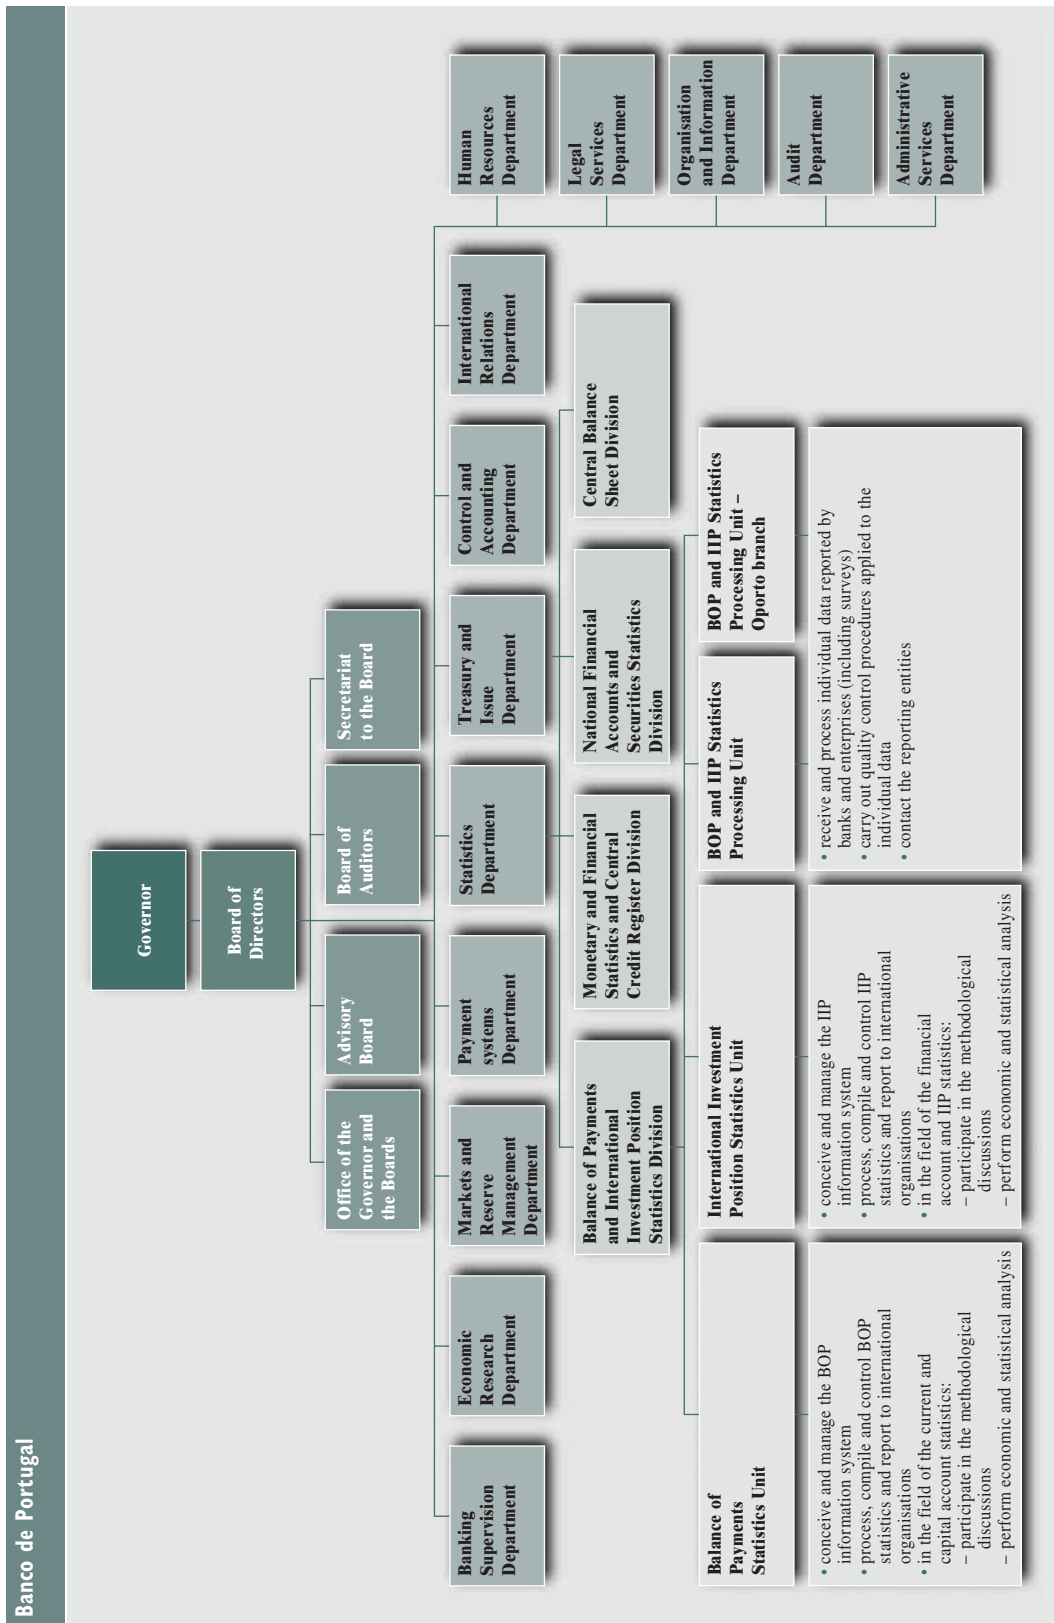 Banco de Portugal
Governor
Board of
Directors
Office of the
Governor and
the Boards
Advisory
Board
Board of
Auditors
Secretariat
to the Board
Banking
Supervision
Department
Economic
Research
Department
Markets and
Reserve
Management
Department
Payment
systems
Department
Statistics
Department
Treasury and
Issue
Department
Control and
Accounting
Department
International
Relations
Department
Human
Resources
Department
Legal
Services
Department
Organisation
and Information
Department
Audit
Department
Administrative
Services
Department
Balance of Payments
and International
Investment Position
Statistics Division
Monetary and Financial
Statistics and Central
Credit Register Division
National Financial
Accounts and
Securities Statistics
Division
Central Balance
Sheet Division
Balance of
Payments
Statistics Unit
International Investment
Position Statistics Unit
BOP and IIP Statistics
Processing Unit
BOP and IIP Statistics
Processing Unit –
Oporto branch
• conceive and manage the BOP
information system
• process, compile and control BOP
statistics and report to international
organisations
• in the field of the current and
capital account statistics:
– participate in the methodological
discussions
– perform economic and statistical analysis
• conceive and manage the IIP
information system
• process, compile and control IIP
statistics and report to international
organisations
• in the field of the financial
account and IIP statistics:
– participate in the methodological
discussions
– perform economic and statistical analysis
• receive and process individual data reported by
banks and enterprises (including surveys)
• carry out quality control procedures applied to the
individual data
• contact the reporting entities